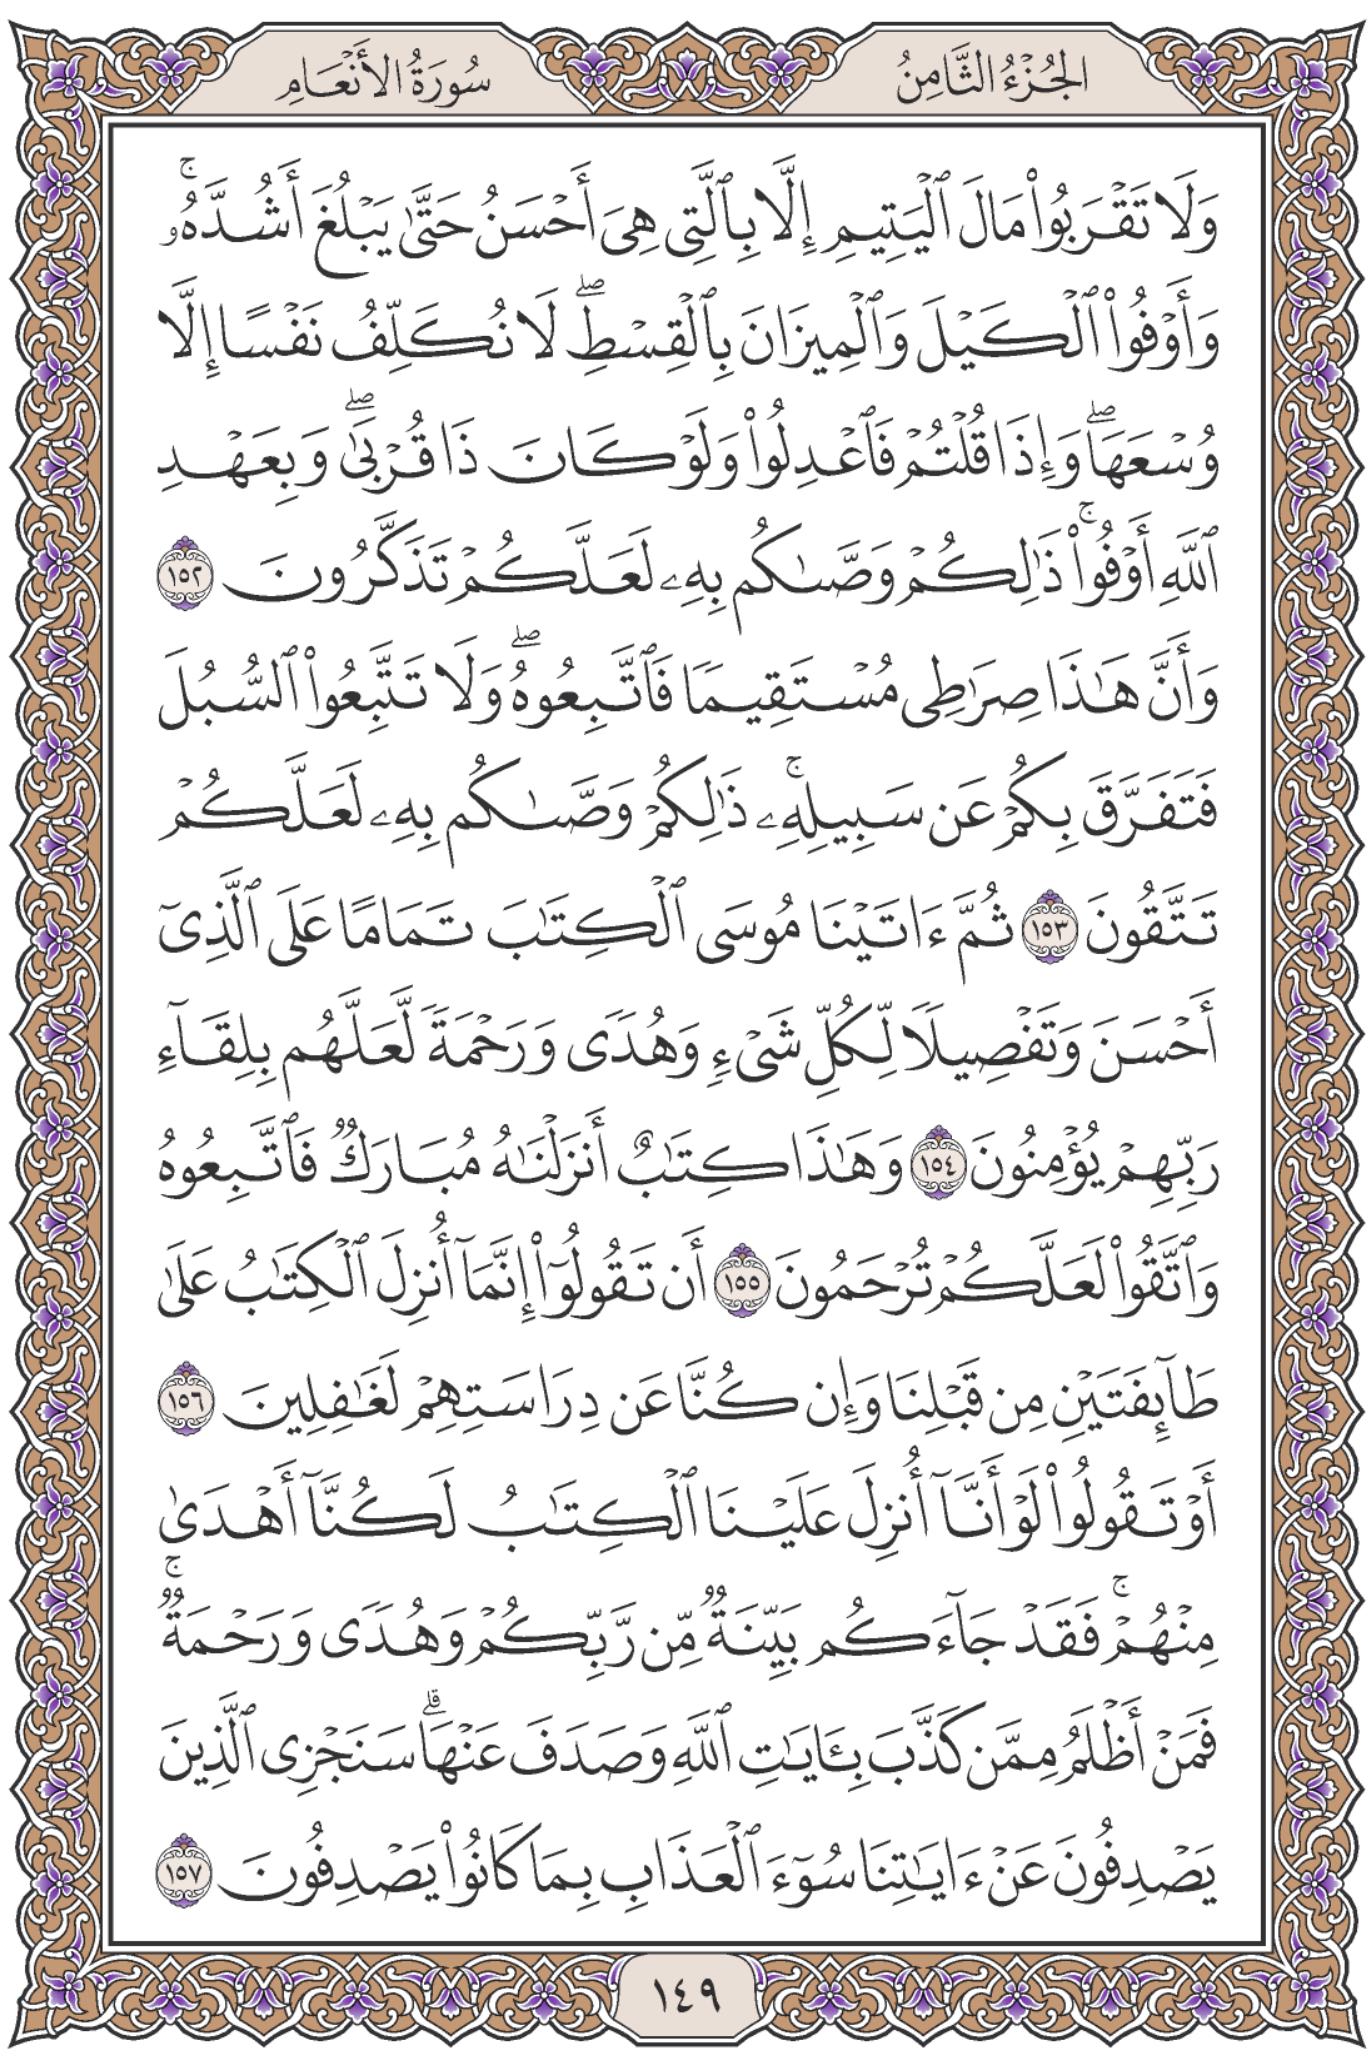 الجُزْءُ الثَّامِنُ
سُورَةُ الأَنْعَامِ
وَلَا تَقْرَبُوا۟ مَالَ ٱلْيَتِيمِ إِلَّا بِٱلَّتِى هِىَ أَحْسَنُ حَتَّىٰ يَبْلُغَ أَشُدَّهُۥ ۚ
وَأَوْفُوا۟ ٱلْكَيْلَ وَٱلْمِيزَانَ بِٱلْقِسْطِ ۖ لَا نُكَلِّفُ نَفْسًا إِلَّا
وُسْعَهَا ۖ وَإِذَا قُلْتُمْ فَٱعْدِلُوا۟ وَلَوْ كَانَ ذَا قُرْبَىٰ ۖ وَبِعَهْدِ
ٱللَّهِ أَوْفُوا۟ ۚ ذَٰلِكُمْ وَصَّىٰكُم بِهِۦ لَعَلَّكُمْ تَذَكَّرُونَ ١٥٢
وَأَنَّ هَٰذَا صِرَٰطِى مُسْتَقِيمًا فَٱتَّبِعُوهُ ۖ وَلَا تَتَّبِعُوا۟ ٱلسُّبُلَ
فَتَفَرَّقَ بِكُمْ عَن سَبِيلِهِۦ ۚ ذَٰلِكُمْ وَصَّىٰكُم بِهِۦ لَعَلَّكُمْ
تَتَّقُونَ ١٥٣ ثُمَّ ءَاتَيْنَا مُوسَى ٱلْكِتَٰبَ تَمَامًا عَلَى ٱلَّذِىٓ
أَحْسَنَ وَتَفْصِيلًا لِّكُلِّ شَىْءٍ وَهُدًى وَرَحْمَةً لَّعَلَّهُم بِلِقَآءِ
رَبِّهِمْ يُؤْمِنُونَ ١٥٤ وَهَٰذَا كِتَٰبٌ أَنزَلْنَٰهُ مُبَارَكٌ فَٱتَّبِعُوهُ
وَٱتَّقُوا۟ لَعَلَّكُمْ تُرْحَمُونَ ١٥٥ أَن تَقُولُوٓا۟ إِنَّمَآ أُنزِلَ ٱلْكِتَٰبُ عَلَىٰ
طَآئِفَتَيْنِ مِن قَبْلِنَا وَإِن كُنَّا عَن دِرَاسَتِهِمْ لَغَٰفِلِينَ ١٥٦
أَوْ تَقُولُوا۟ لَوْ أَنَّآ أُنزِلَ عَلَيْنَا ٱلْكِتَٰبُ لَكُنَّآ أَهْدَىٰ
مِنْهُمْ ۚ فَقَدْ جَآءَكُم بَيِّنَةٌ مِّن رَّبِّكُمْ وَهُدًى وَرَحْمَةٌ ۚ
فَمَنْ أَظْلَمُ مِمَّن كَذَّبَ بِـَٔايَٰتِ ٱللَّهِ وَصَدَفَ عَنْهَا ۗ سَنَجْزِى ٱلَّذِينَ
يَصْدِفُونَ عَنْ ءَايَٰتِنَا سُوٓءَ ٱلْعَذَابِ بِمَا كَانُوا۟ يَصْدِفُونَ ١٥٧
١٤٩